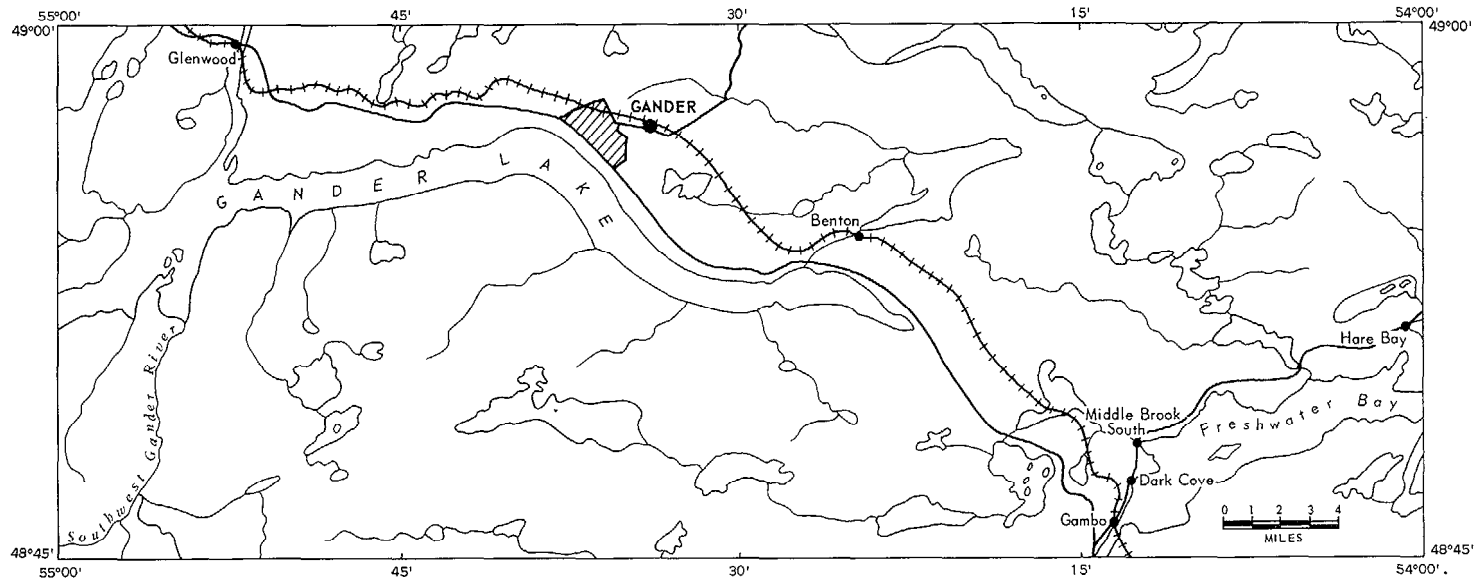 55°00' 45' 30' 15' 54°00'
49°00' 49°00'
Glenwood
GANDER
GANDER LAKE
Benton
Southwest Gander River
Hare Bay
Middle Brook
South
Freshwater Bay
Dark Cove
Gambo
0 1 2 3 4
MILES
48°45' 48°45'
55°00' 45' 30' 15' 54°00'.